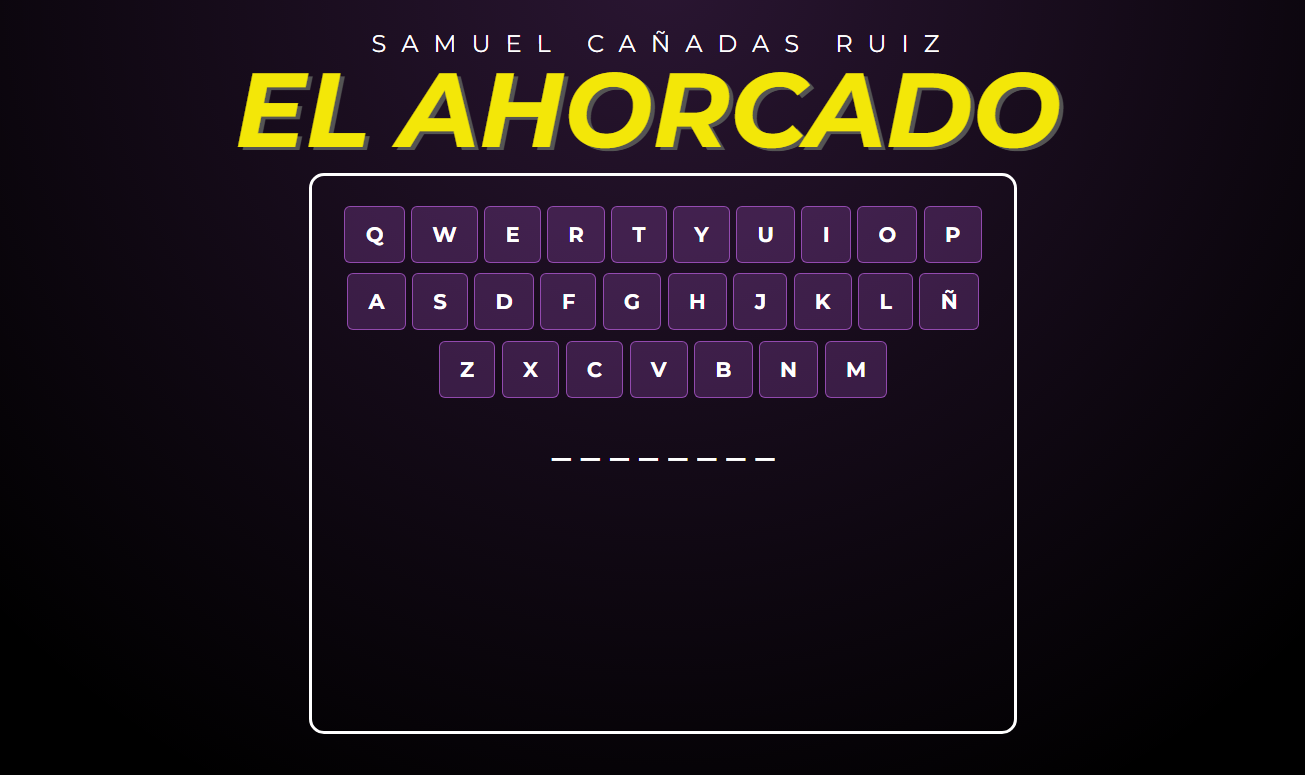 SAMUEL CAÑADAS RUIZ
EL AHORCADO
Q W E R T Y U I O P
A S D F G H J K L Ñ
Z X C V B N M
_ _ _ _ _ _ _ _